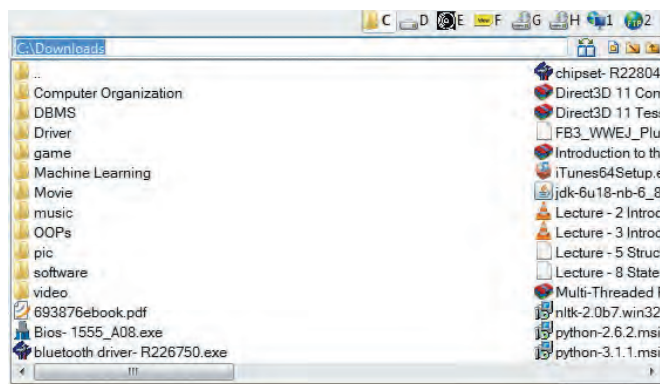 C D E F G H 1 2
C:\Downloads
..
Computer Organization
DBMS
Driver
game
Machine Learning
Movie
music
OOPs
pic
software
video
693876ebook.pdf
Bios- 1555_A08.exe
bluetooth driver- R226750.exe
chipset- R22804
Direct3D 11 Com
Direct3D 11 Tess
FB3_WWEJ_Plu
Introduction to th
iTunes64Setup.e
jdk-6u18-nb-6_8
Lecture - 2 Introd
Lecture - 3 Introd
Lecture - 5 Struc
Lecture - 8 State
Multi-Threaded
nltk-2.0b7.win32
python-2.6.2.msi
python-3.1.1.msi